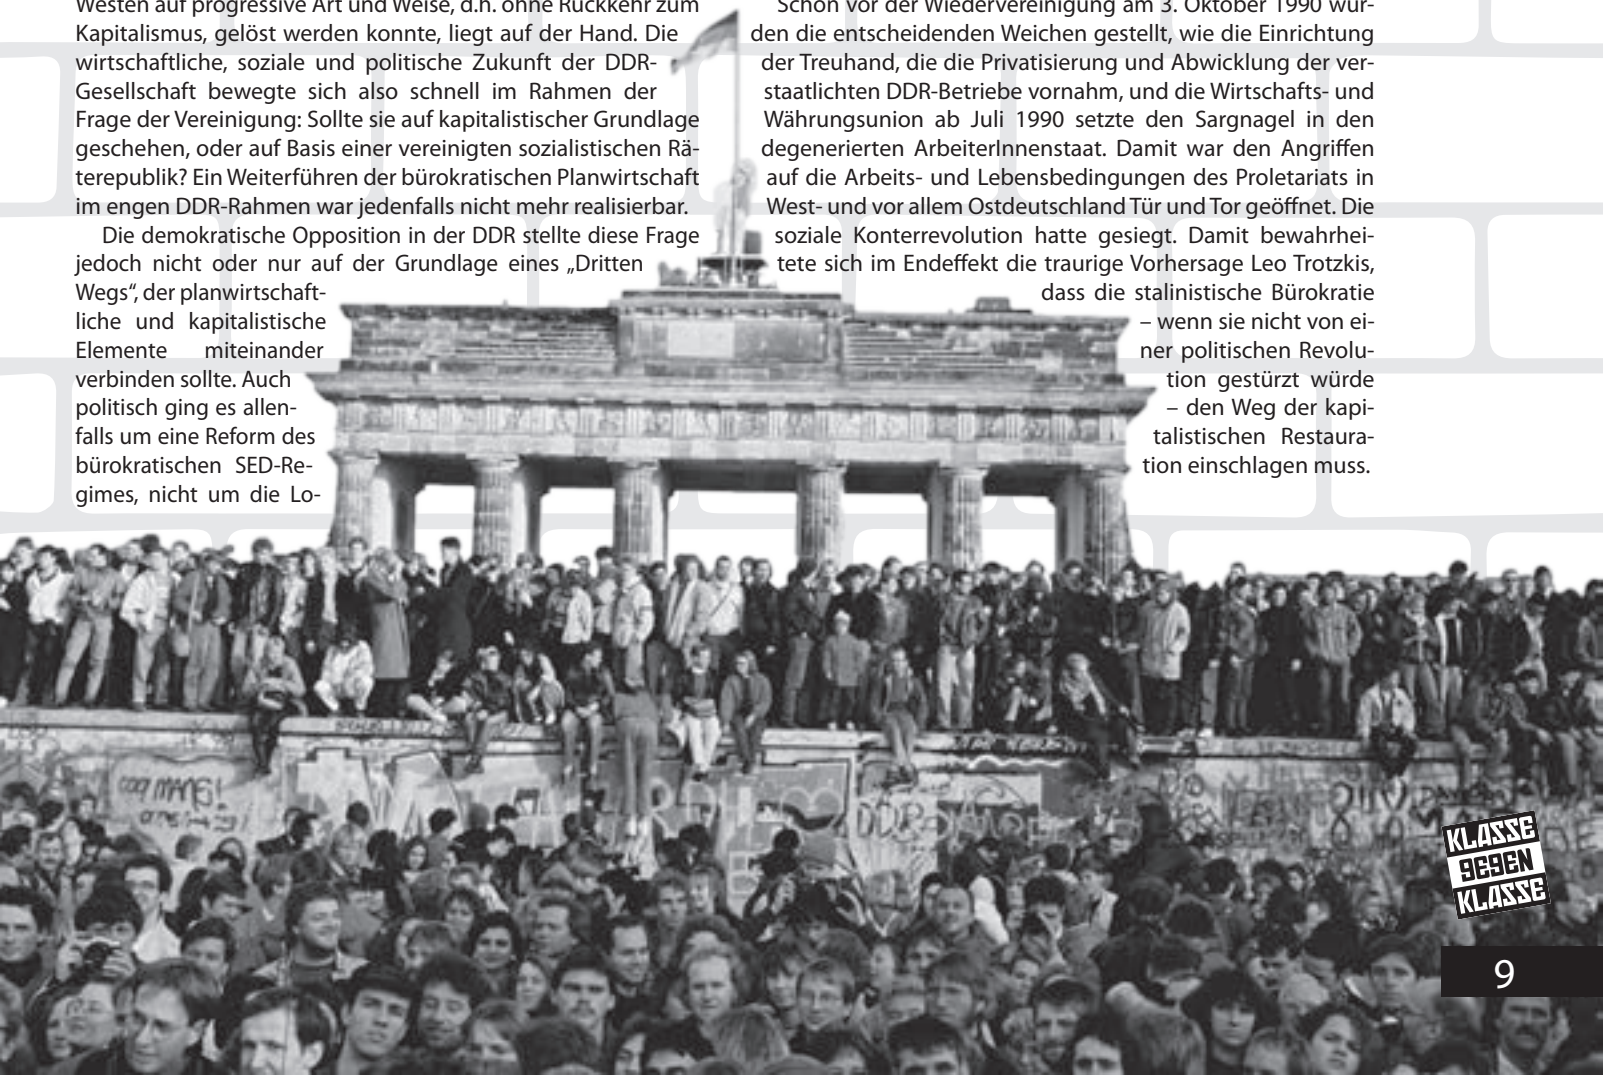 Westen auf progressive Art und Weise, d.h. ohne Rückkehr zum
Kapitalismus, gelöst werden konnte, liegt auf der Hand. Die
wirtschaftliche, soziale und politische Zukunft der DDR-
Gesellschaft bewegte sich also schnell im Rahmen der
Frage der Vereinigung: Sollte sie auf kapitalistischer Grundlage
geschehen, oder auf Basis einer vereinigten sozialistischen Rä-
terepublik? Ein Weiterführen der bürokratischen Planwirtschaft
im engen DDR-Rahmen war jedenfalls nicht mehr realisierbar.
Die demokratische Opposition in der DDR stellte diese Frage
jedoch nicht oder nur auf der Grundlage eines „Dritten
Wegs“, der planwirtschaft-
liche und kapitalistische
Elemente miteinander
verbinden sollte. Auch
politisch ging es allen-
falls um eine Reform des
bürokratischen SED-Re-
gimes, nicht um die Lo-
Schon vor der Wiedervereinigung am 3. Oktober 1990 wur-
den die entscheidenden Weichen gestellt, wie die Einrichtung
der Treuhand, die die Privatisierung und Abwicklung der ver-
staatlichten DDR-Betriebe vornahm, und die Wirtschafts- und
Währungsunion ab Juli 1990 setzte den Sargnagel in den
degenerierten ArbeiterInnenstaat. Damit war den Angriffen
auf die Arbeits- und Lebensbedingungen des Proletariats in
West- und vor allem Ostdeutschland Tür und Tor geöffnet. Die
soziale Konterrevolution hatte gesiegt. Damit bewahrhei-
tete sich im Endeffekt die traurige Vorhersage Leo Trotzkis,
dass die stalinistische Bürokratie
– wenn sie nicht von ei-
ner politischen Revolu-
tion gestürzt würde
– den Weg der kapi-
talistischen Restaura-
tion einschlagen muss.
DDR
KLASSE
GEGEN
KLASSE
9